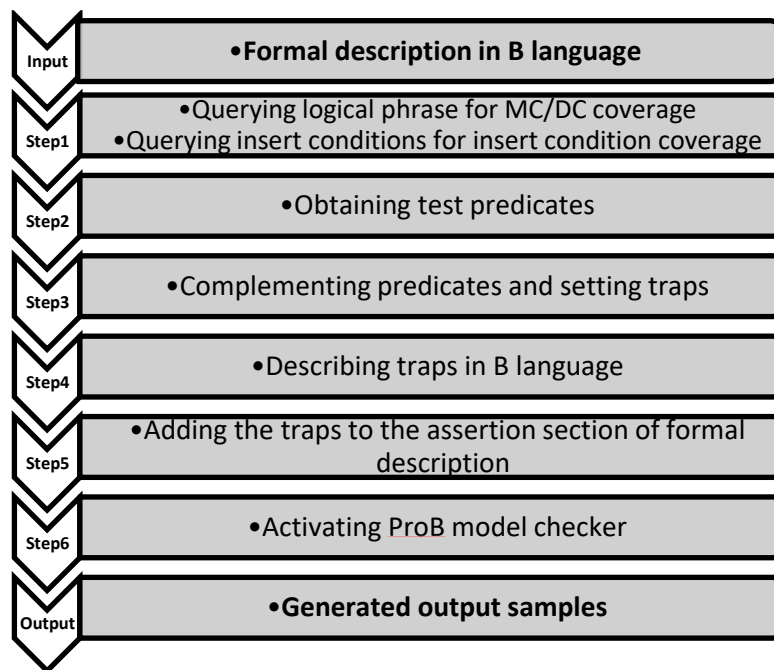 Input
•Formal description in B language
Step1
•Querying logical phrase for MC/DC coverage
•Querying insert conditions for insert condition coverage
Step2
•Obtaining test predicates
Step3
•Complementing predicates and setting traps
Step4
•Describing traps in B language
Step5
•Adding the traps to the assertion section of formal
description
Step6
•Activating ProB model checker
Output
•Generated output samples